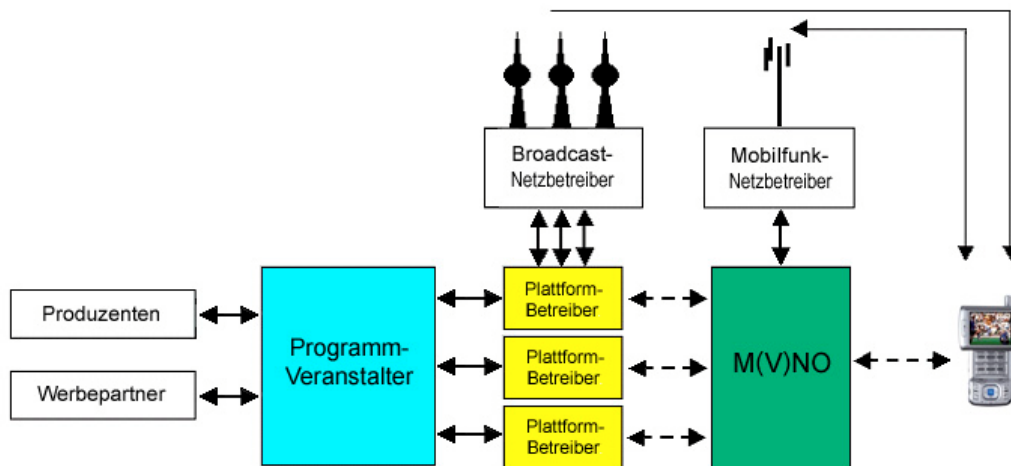 Broadcast-
Netzbetreiber
Mobilfunk-
Netzbetreiber
Produzenten
Werbepartner
Programm-
Veranstalter
Plattform-
Betreiber
Plattform-
Betreiber
Plattform-
Betreiber
M(V)NO